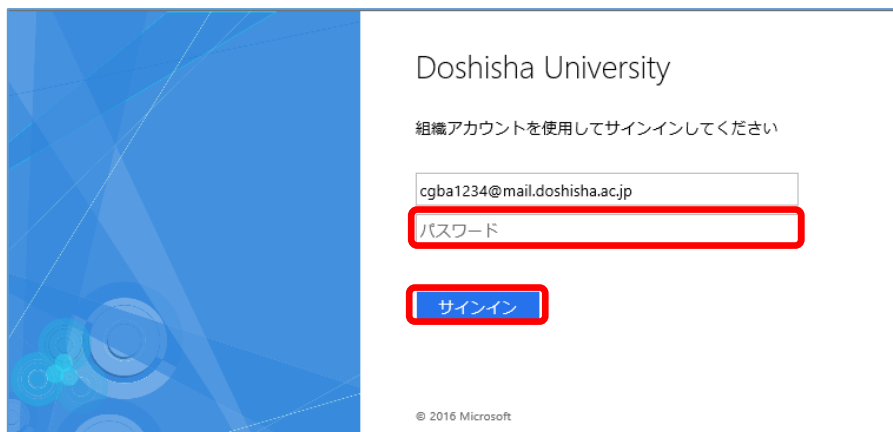 Doshisha University
組織アカウントを使用してサインインしてください
cgba1234@mail.doshisha.ac.jp
パスワード
サインイン
© 2016 Microsoft